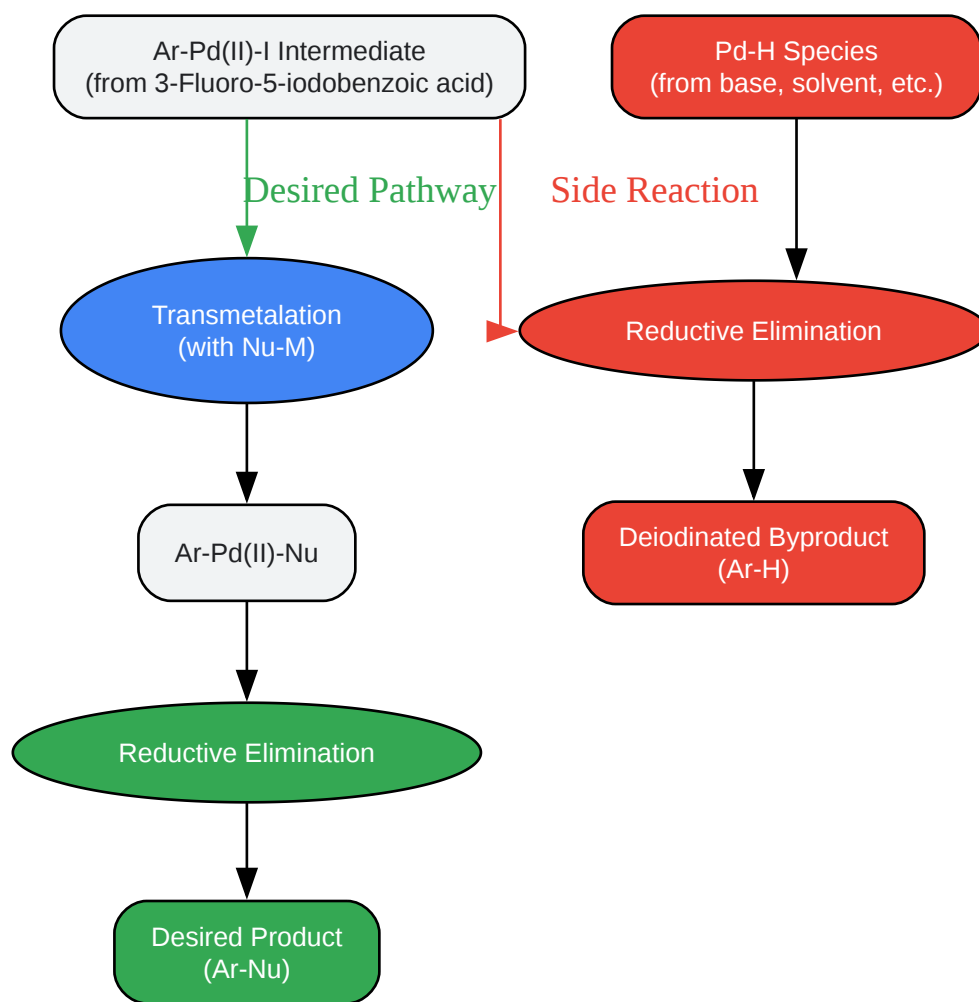 Ar-Pd(II)-I Intermediate
(from 3-Fluoro-5-iodobenzoic acid)
Pd-H Species
(from base, solvent, etc.)
Desired Pathway
Side Reaction
Transmetalation
(with Nu-M)
Reductive Elimination
Ar-Pd(II)-Nu
Deiodinated Byproduct
(Ar-H)
Reductive Elimination
Desired Product
(Ar-Nu)